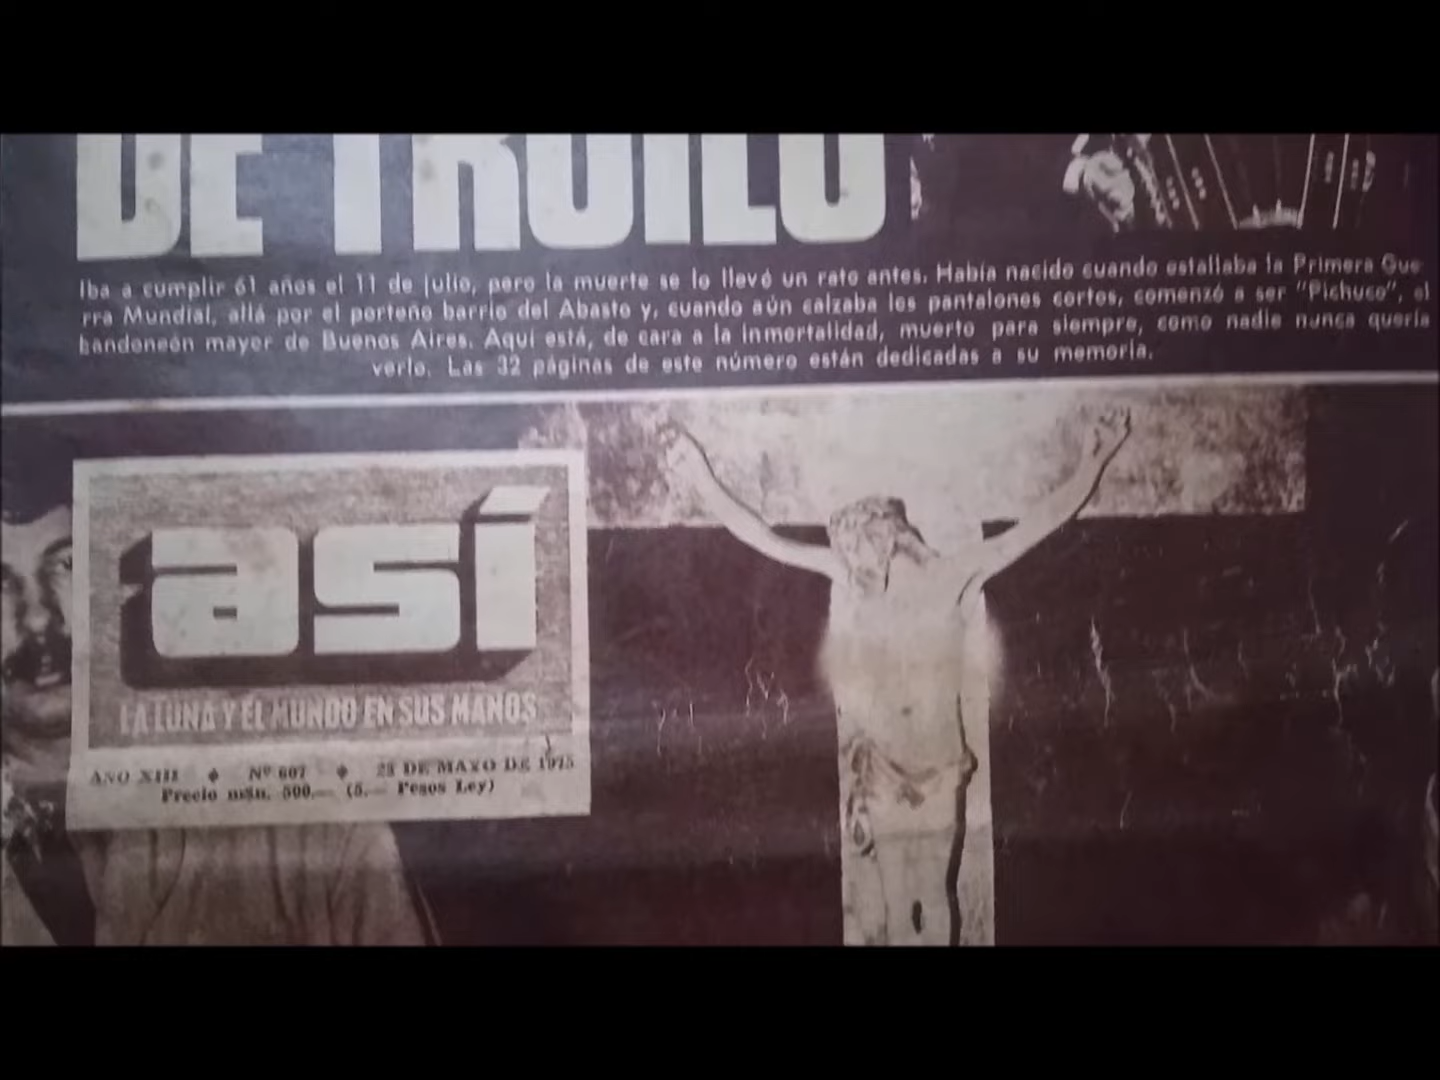 DE TROILO
Iba a cumplir 61 años el 11 de julio, pero la muerte se lo llevó un rato antes. Había nacido cuando estallaba la Primera Gue
rra Mundial, allá por el porteño barrio del Abasto y, cuando aún calzaba los pantalones cortos, comenzó a ser "Pichuco", el
bandoneón mayor de Buenos Aires. Aquí está, de cara a la inmortalidad, muerto para siempre, como nadie nunca quería
verlo. Las 32 páginas de este número están dedicadas a su memoria.
así
LA LUNA Y EL MUNDO EN SUS MANOS
AÑO XIII ♦ Nº 607 ♦ DE MAYO DE 1975
Precio m$n. 500.— (5.— Pesos Ley)